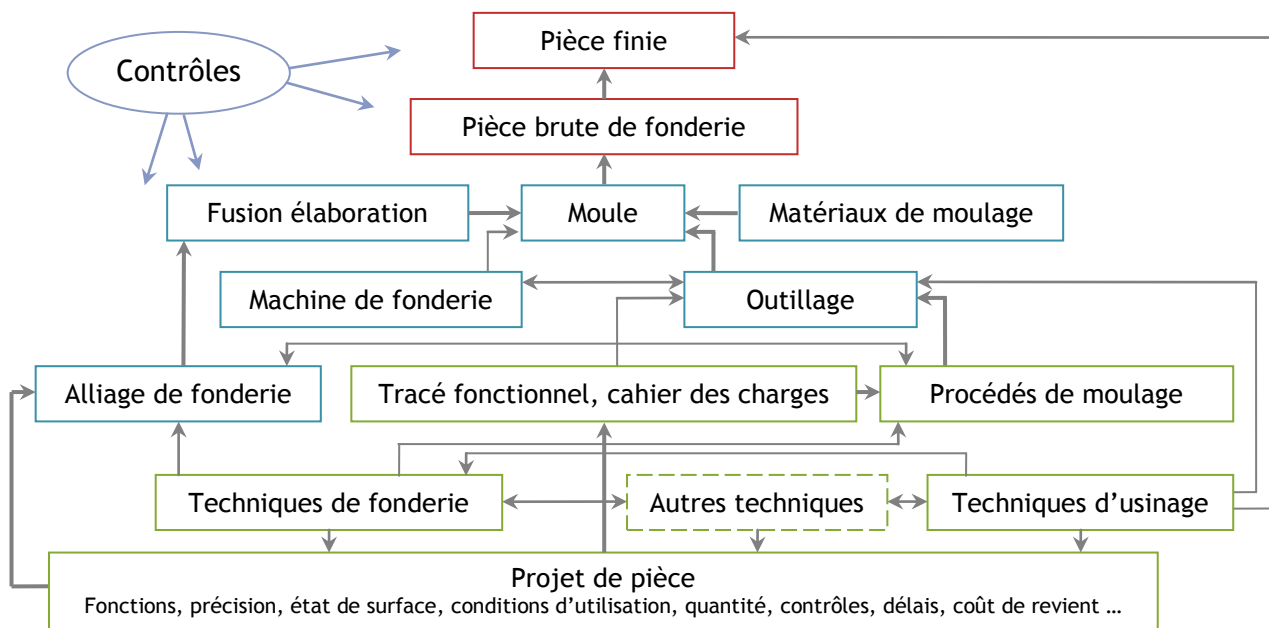 Pièce finie
Contrôles
Pièce brute de fonderie
Fusion élaboration
Moule
Matériaux de moulage
Machine de fonderie
Outillage
Alliage de fonderie
Tracé fonctionnel, cahier des charges
Procédés de moulage
Techniques de fonderie
Autres techniques
Techniques d’usinage
Projet de pièce
Fonctions, précision, état de surface, conditions d’utilisation, quantité, contrôles, délais, coût de revient …